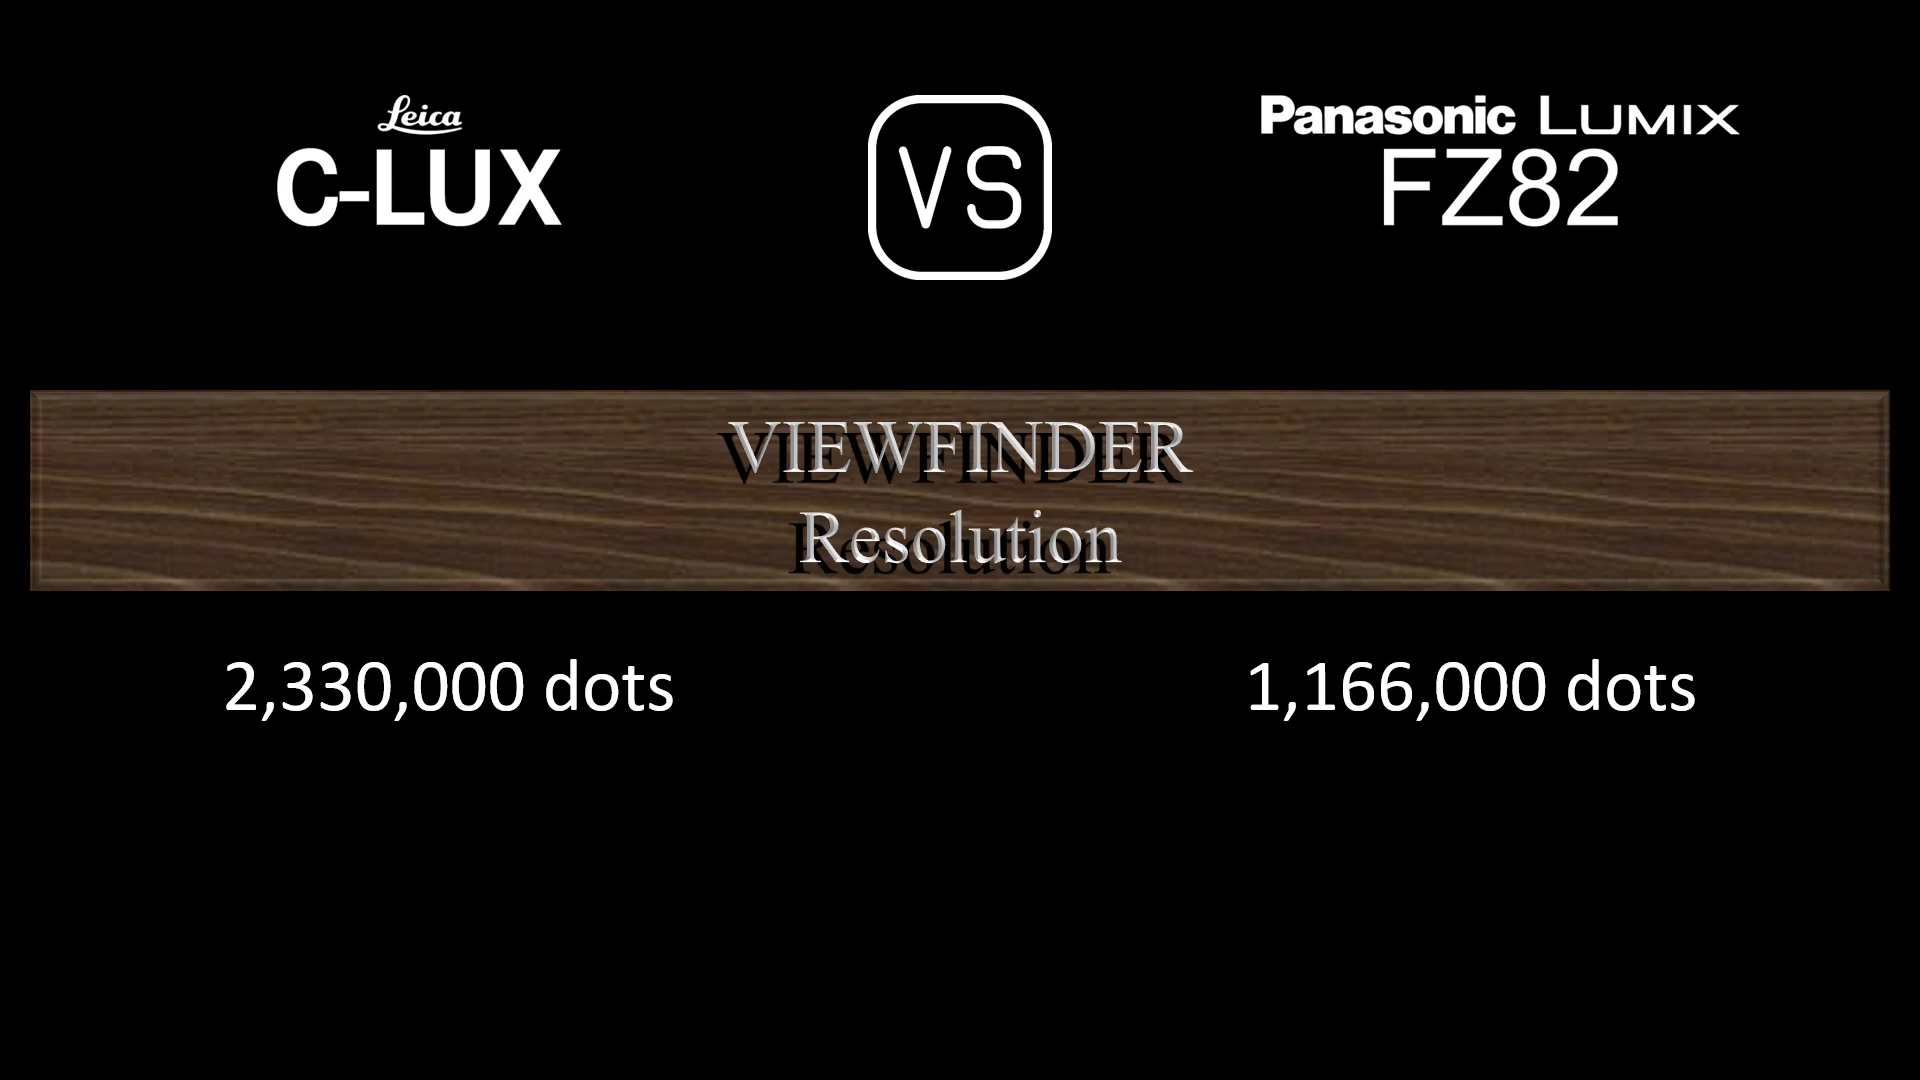 Leica
C-LUX
VS
Panasonic LUMIX
FZ82
VIEWFINDER
Resolution
2,330,000 dots
1,166,000 dots